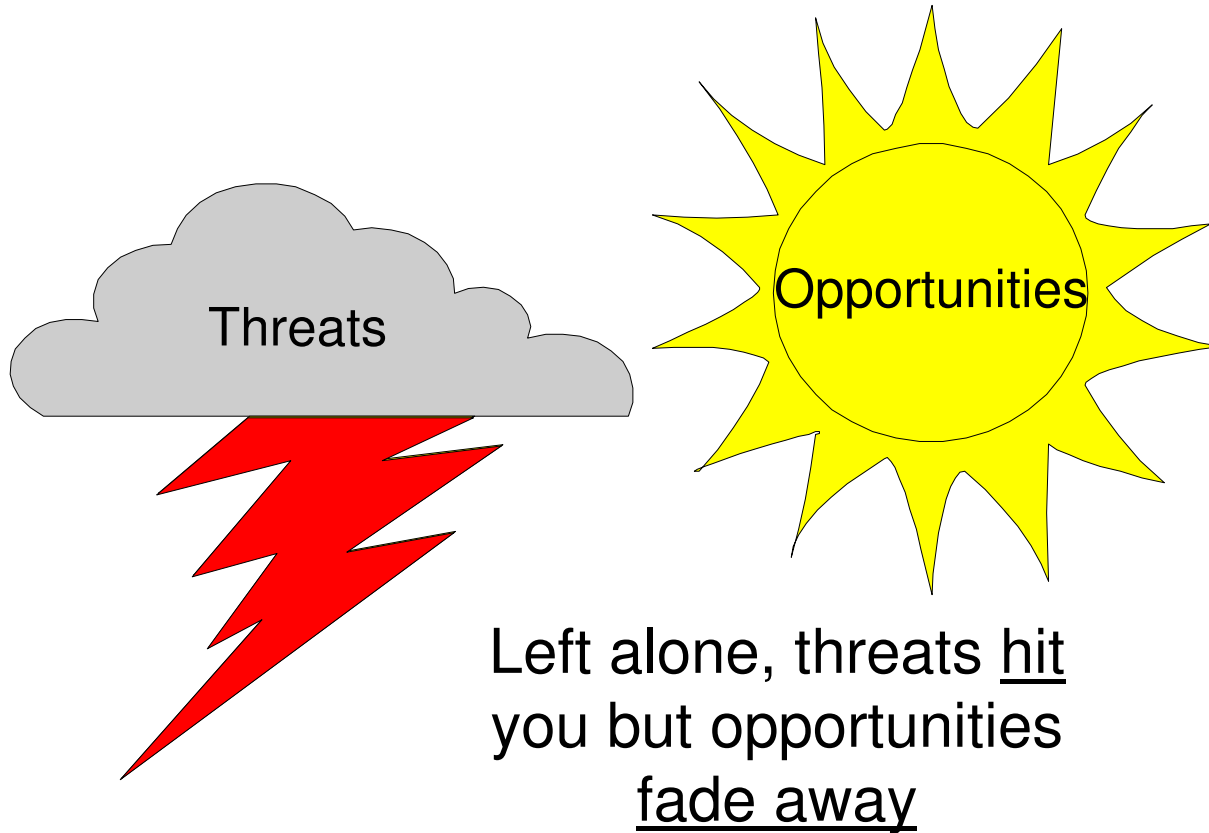 Threats
Opportunities
Left alone, threats hit
you but opportunities
fade away